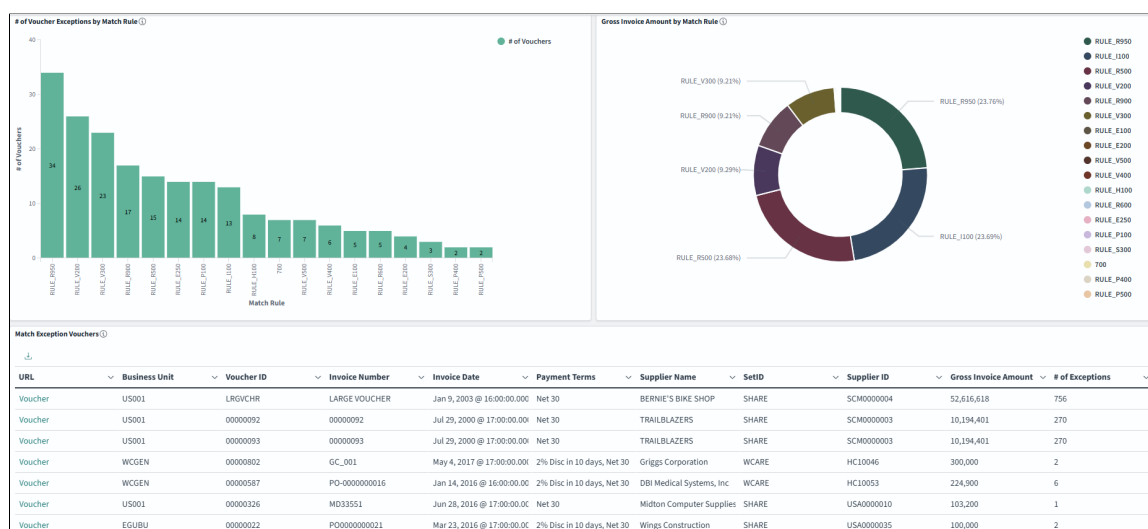 # of Voucher Exceptions by Match Rule
# of Vouchers
40
30
20
10
0
# of Vouchers
34
26
23
17
15
14
14
13
8
7
7
6
5
5
4
3
2
2
RULE_R950
RULE_V200
RULE_V300
RULE_R900
RULE_R500
RULE_E250
RULE_P100
RULE_I100
RULE_H100
700
RULE_V500
RULE_V400
RULE_E100
RULE_R600
RULE_E200
RULE_S300
RULE_P400
RULE_P500
Match Rule
Gross Invoice Amount by Match Rule
RULE_V300 (9.21%)
RULE_R900 (9.21%)
RULE_V200 (9.29%)
RULE_R500 (23.68%)
RULE_R950 (23.76%)
RULE_I100 (23.69%)
RULE_R950
RULE_I100
RULE_R500
RULE_V200
RULE_R900
RULE_V300
RULE_E100
RULE_E200
RULE_V500
RULE_V400
RULE_H100
RULE_R600
RULE_E250
RULE_P100
RULE_S300
700
RULE_P400
RULE_P500
Match Exception Vouchers
URL Business Unit Voucher ID Invoice Number Invoice Date Payment Terms Supplier Name SetID Supplier ID Gross Invoice Amount # of Exceptions
Voucher US001 LRGVCHR LARGE VOUCHER Jan 9, 2003 @ 16:00:00.000 Net 30 BERNIE'S BIKE SHOP SHARE SCM0000004 52,616,618 756
Voucher US001 00000092 00000092 Jul 29, 2000 @ 17:00:00.00 Net 30 TRAILBLAZERS SHARE SCM0000003 10,194,401 270
Voucher US001 00000093 00000093 Jul 29, 2000 @ 17:00:00.00 Net 30 TRAILBLAZERS SHARE SCM0000003 10,194,401 270
Voucher WCGEN 00000802 GC_001 May 4, 2017 @ 17:00:00.00 2% Disc in 10 days, Net 30 Griggs Corporation WCARE HC10046 300,000 2
Voucher WCGEN 00000587 PO-0000000016 Jan 14, 2016 @ 16:00:00.00 2% Disc in 10 days, Net 30 DBI Medical Systems, Inc WCARE HC10053 224,900 6
Voucher US001 00000326 MD33551 Jun 28, 2016 @ 17:00:00.00 Net 30 Midton Computer Supplies SHARE USA0000010 103,200 1
Voucher EGUBU 00000022 PO0000000021 Mar 23, 2016 @ 17:00:00.00 2% Disc in 10 days, Net 30 Wings Construction SHARE USA0000035 100,000 2